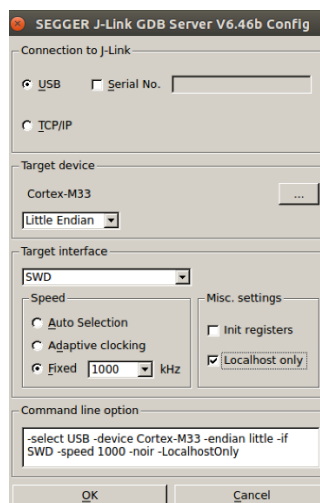 SEGGER J-Link GDB Server V6.46b Config
Connection to J-Link
USB Serial No.
TCP/IP
Target device
Cortex-M33 ...
Little Endian
Target interface
SWD
Speed Misc. settings
Auto Selection Init registers
Adaptive clocking Localhost only
Fixed 1000 kHz
Command line option
-select USB -device Cortex-M33 -endian little -if
SWD -speed 1000 -noir -LocalhostOnly
OK Cancel